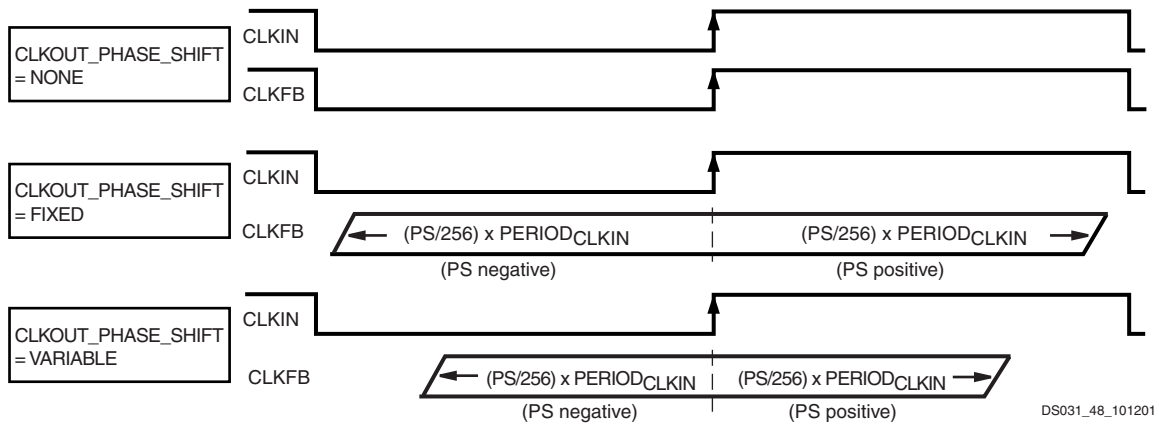 CLKOUT_PHASE_SHIFT
= NONE
CLKIN
CLKFB
CLKOUT_PHASE_SHIFT
= FIXED
CLKIN
CLKFB
(PS/256) x PERIODCLKIN
(PS/256) x PERIODCLKIN
(PS negative)
(PS positive)
CLKOUT_PHASE_SHIFT
= VARIABLE
CLKIN
CLKFB
(PS/256) x PERIODCLKIN
(PS/256) x PERIODCLKIN
(PS negative)
(PS positive)
DS031_48_101201